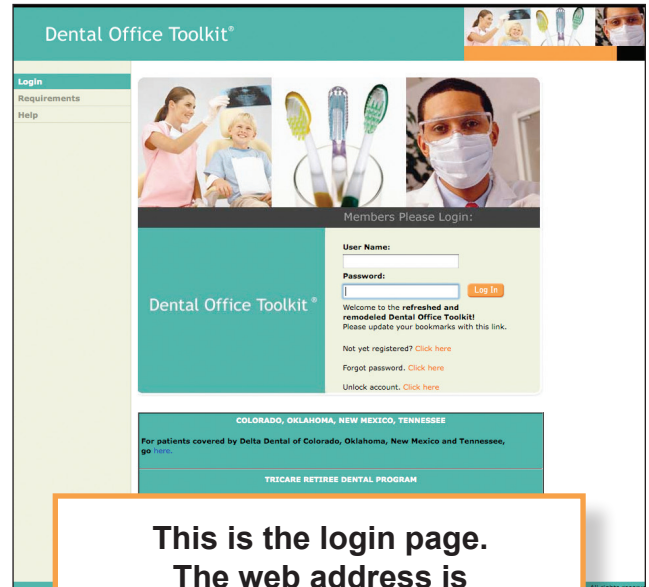 Dental Office Toolkit®
Login
Requirements
Help
Members Please Login:
User Name:
Password:
Log In
Dental Office Toolkit®
Welcome to the refreshed and
remodeled Dental Office Toolkit!
Please update your bookmarks with this link.
Not yet registered? Click here
Forgot password. Click here
Unlock account. Click here
COLORADO, OKLAHOMA, NEW MEXICO, TENNESSEE
For patients covered by Delta Dental of Colorado, Oklahoma, New Mexico and Tennessee,
go here.
TRICARE RETIREE DENTAL PROGRAM
This is the login page.
The web address is